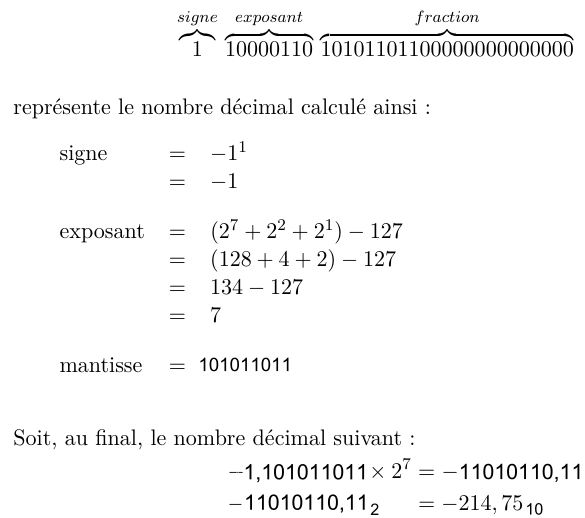 signe exposant fraction
1 10000110 10101101100000000000000
représente le nombre décimal calculé ainsi :
signe = −1¹
= −1
exposant = (2⁷ + 2² + 2¹) − 127
= (128 + 4 + 2) − 127
= 134 − 127
= 7
mantisse = 101011011
Soit, au final, le nombre décimal suivant :
−1,101011011 × 2⁷ = −11010110,11
−11010110,11₂ = −214,75₁₀